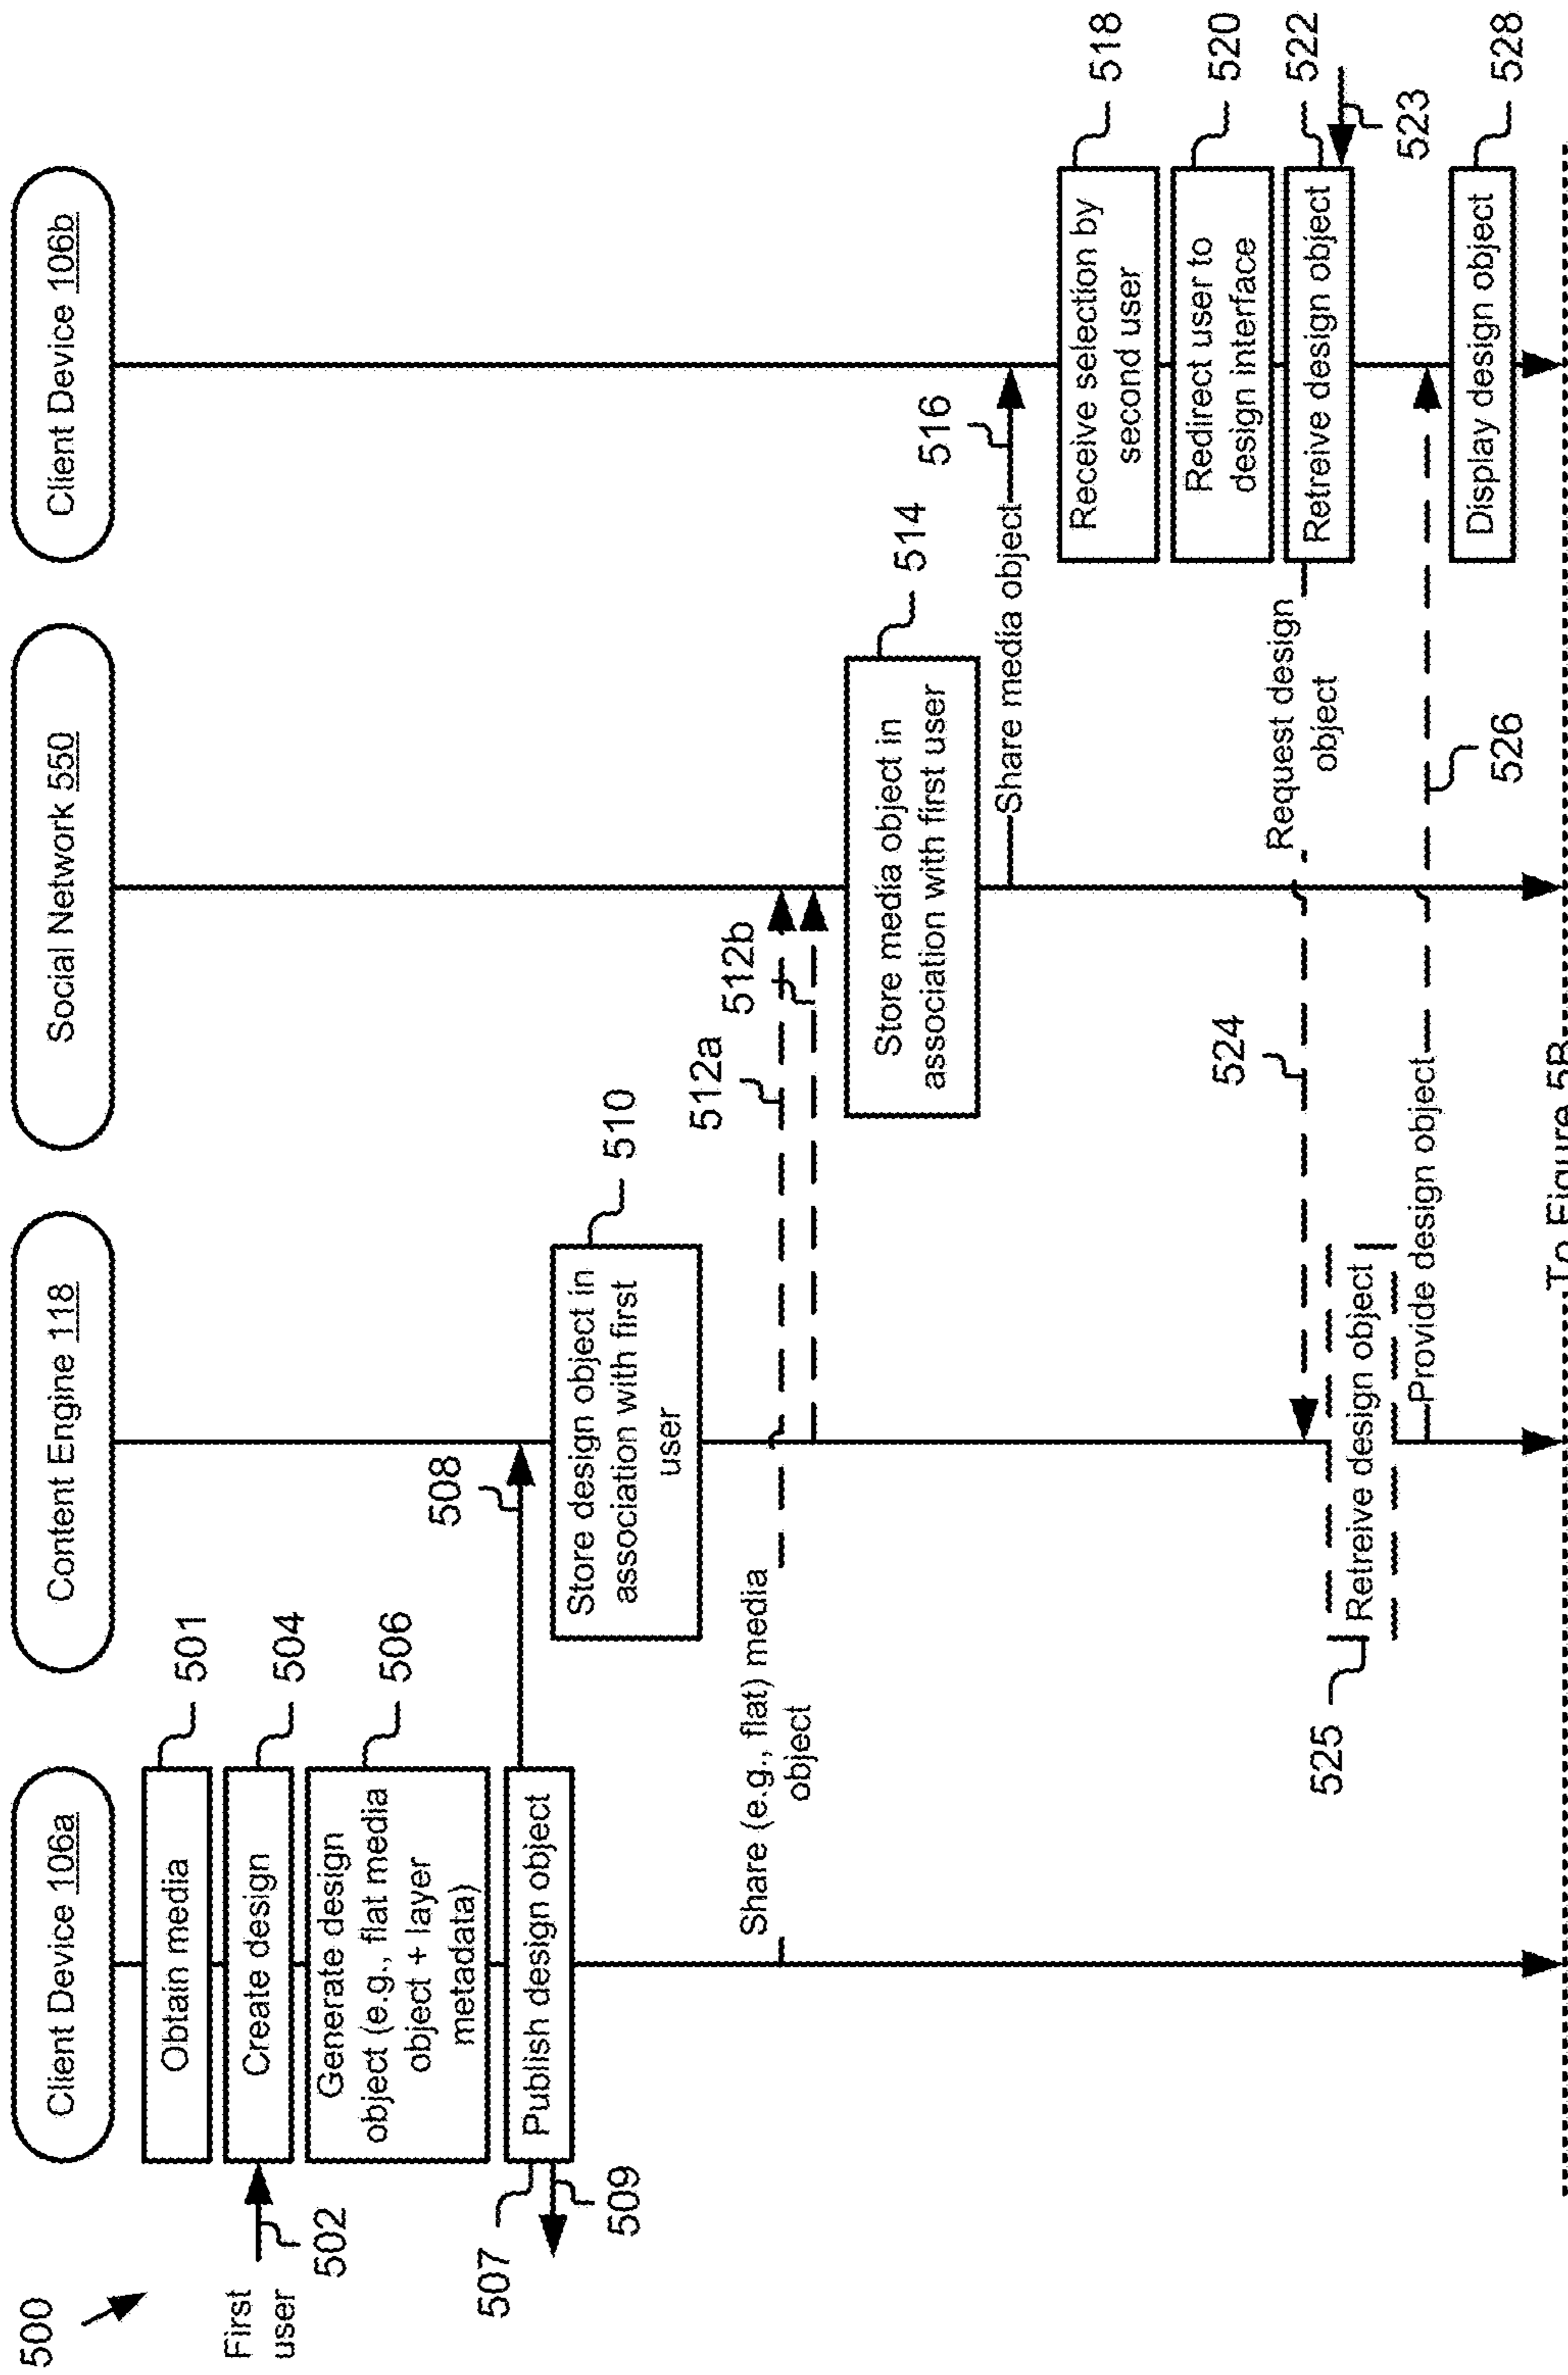 500
Client Device 106a
Content Engine 118
Social Network 550
Client Device 106b
Obtain media
501
First
user
502
Create design
504
Generate design
object (e.g., flat media
object + layer
metadata)
506
507
Publish design object
509
508
Store design object in
association with first
user
510
Share (e.g., flat) media
object
512a
512b
Store media object in
association with first user
514
Share media object
516
Receive selection by
second user
518
Redirect user to
design interface
520
Retreive design object
522
523
Request design
object
524
525
Retreive design object
Provide design object
526
Display design object
528
To Figure 5B